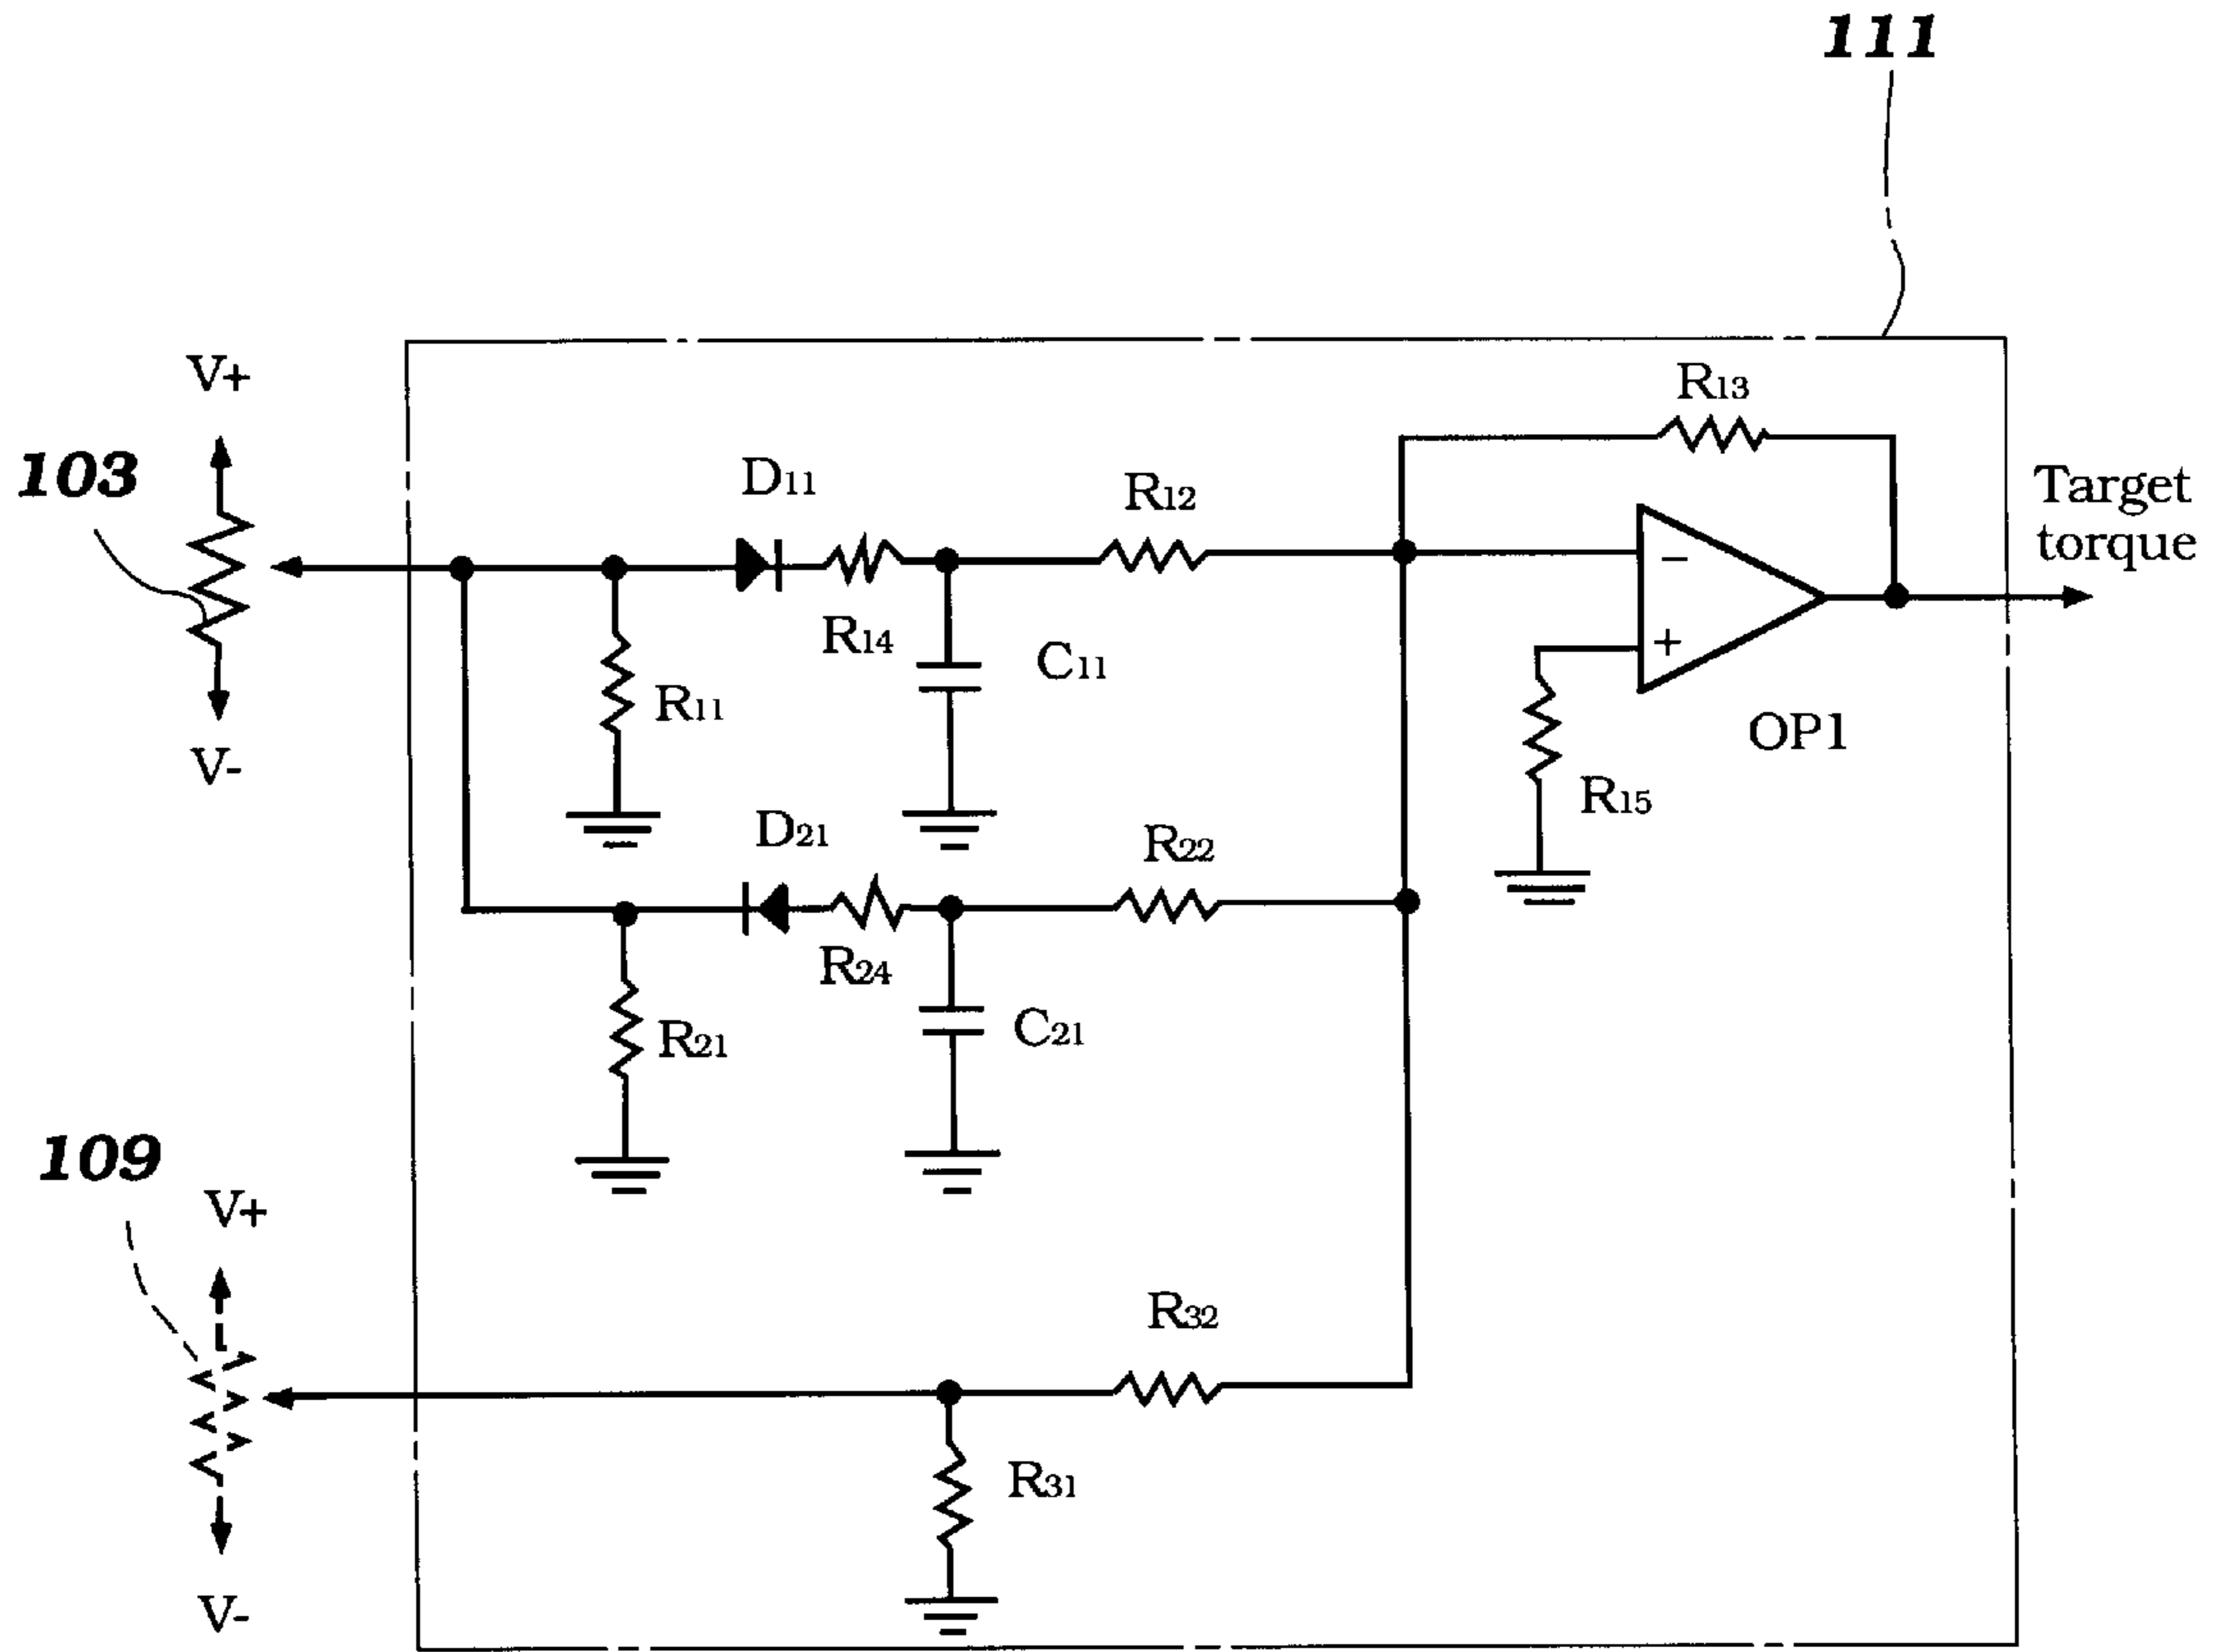 111
V+
R13
103
D11
R12
Target
torque
−
R14
C11
+
R11
OP1
V-
R15
D21
R22
R24
C21
R21
109
V+
R32
R31
V-